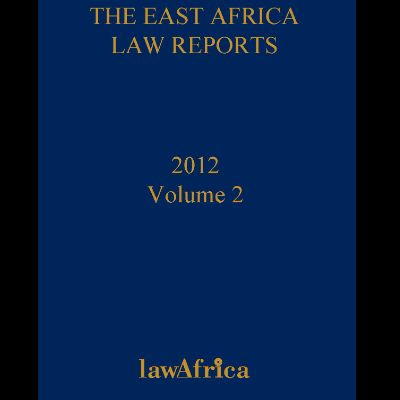 THE EAST AFRICA
LAW REPORTS
2012
Volume 2
lawAfrica